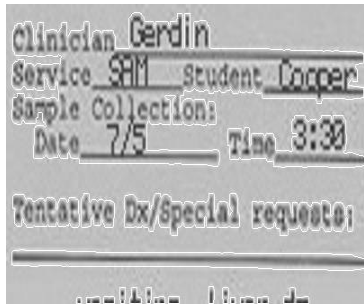 Clinician Gerdin
Service SAM Student Cooper
Sample Collection:
Date 7/5 Time 3:30
Tentative Dx/Special requests: